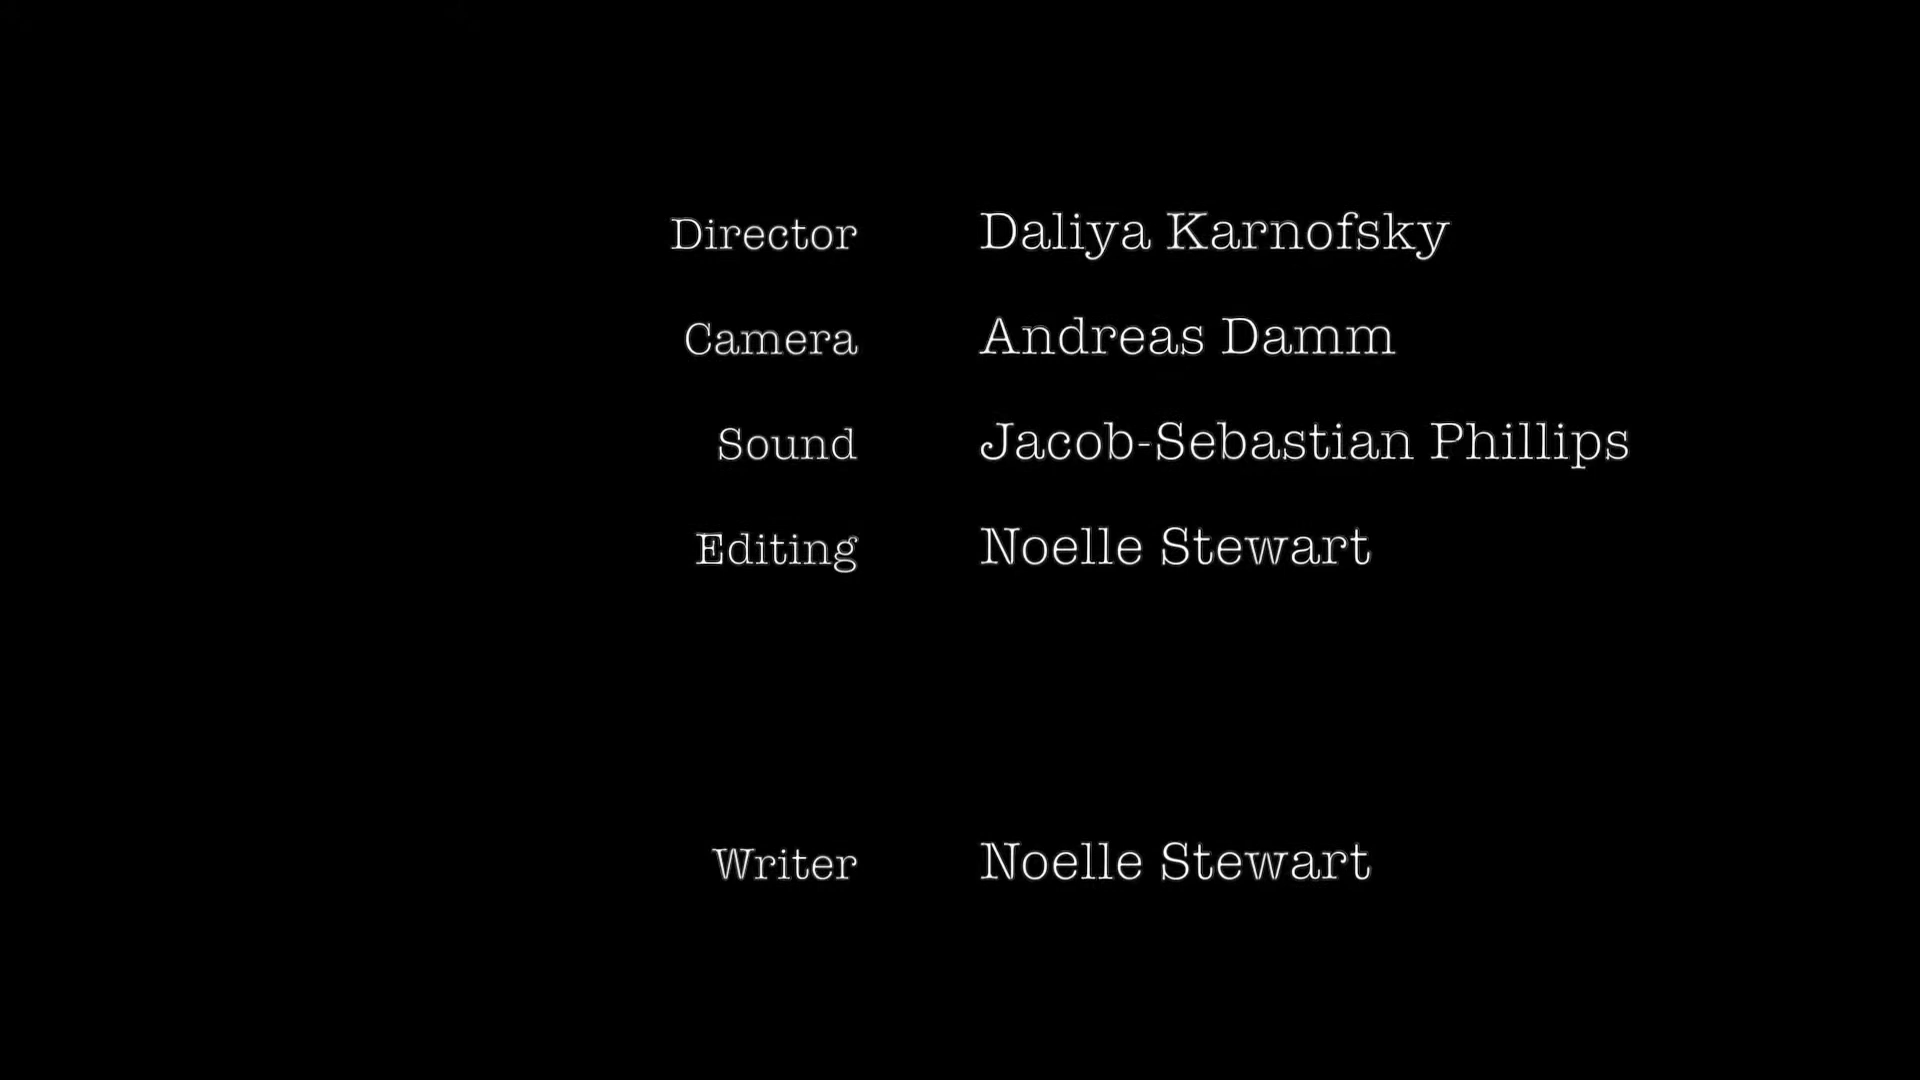 Director Daliya Karnofsky
Camera Andreas Damm
Sound Jacob-Sebastian Phillips
Editing Noelle Stewart
Writer Noelle Stewart